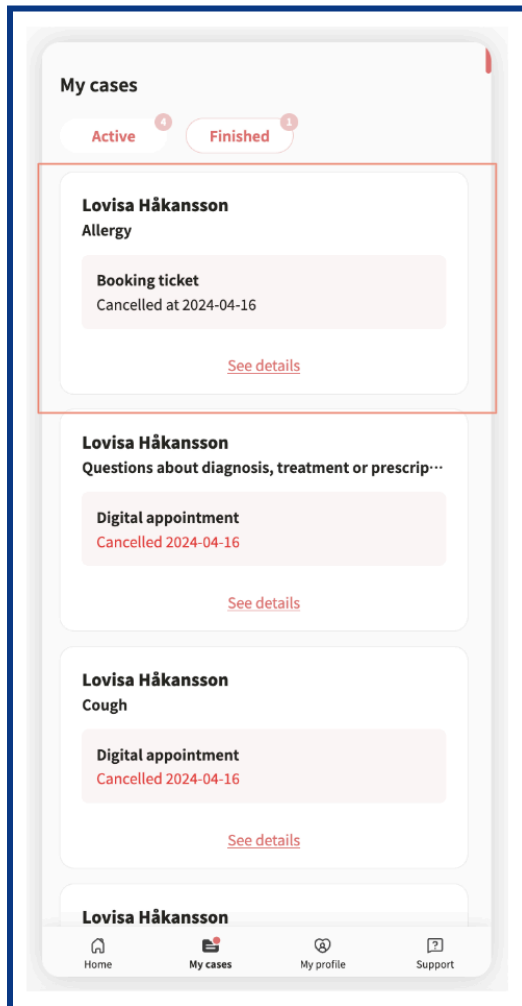 My cases
Active 4
Finished 1
Lovisa Håkansson
Allergy
Booking ticket
Cancelled at 2024-04-16
See details
Lovisa Håkansson
Questions about diagnosis, treatment or prescrip···
Digital appointment
Cancelled 2024-04-16
See details
Lovisa Håkansson
Cough
Digital appointment
Cancelled 2024-04-16
See details
Lovisa Håkansson
Home My cases My profile Support